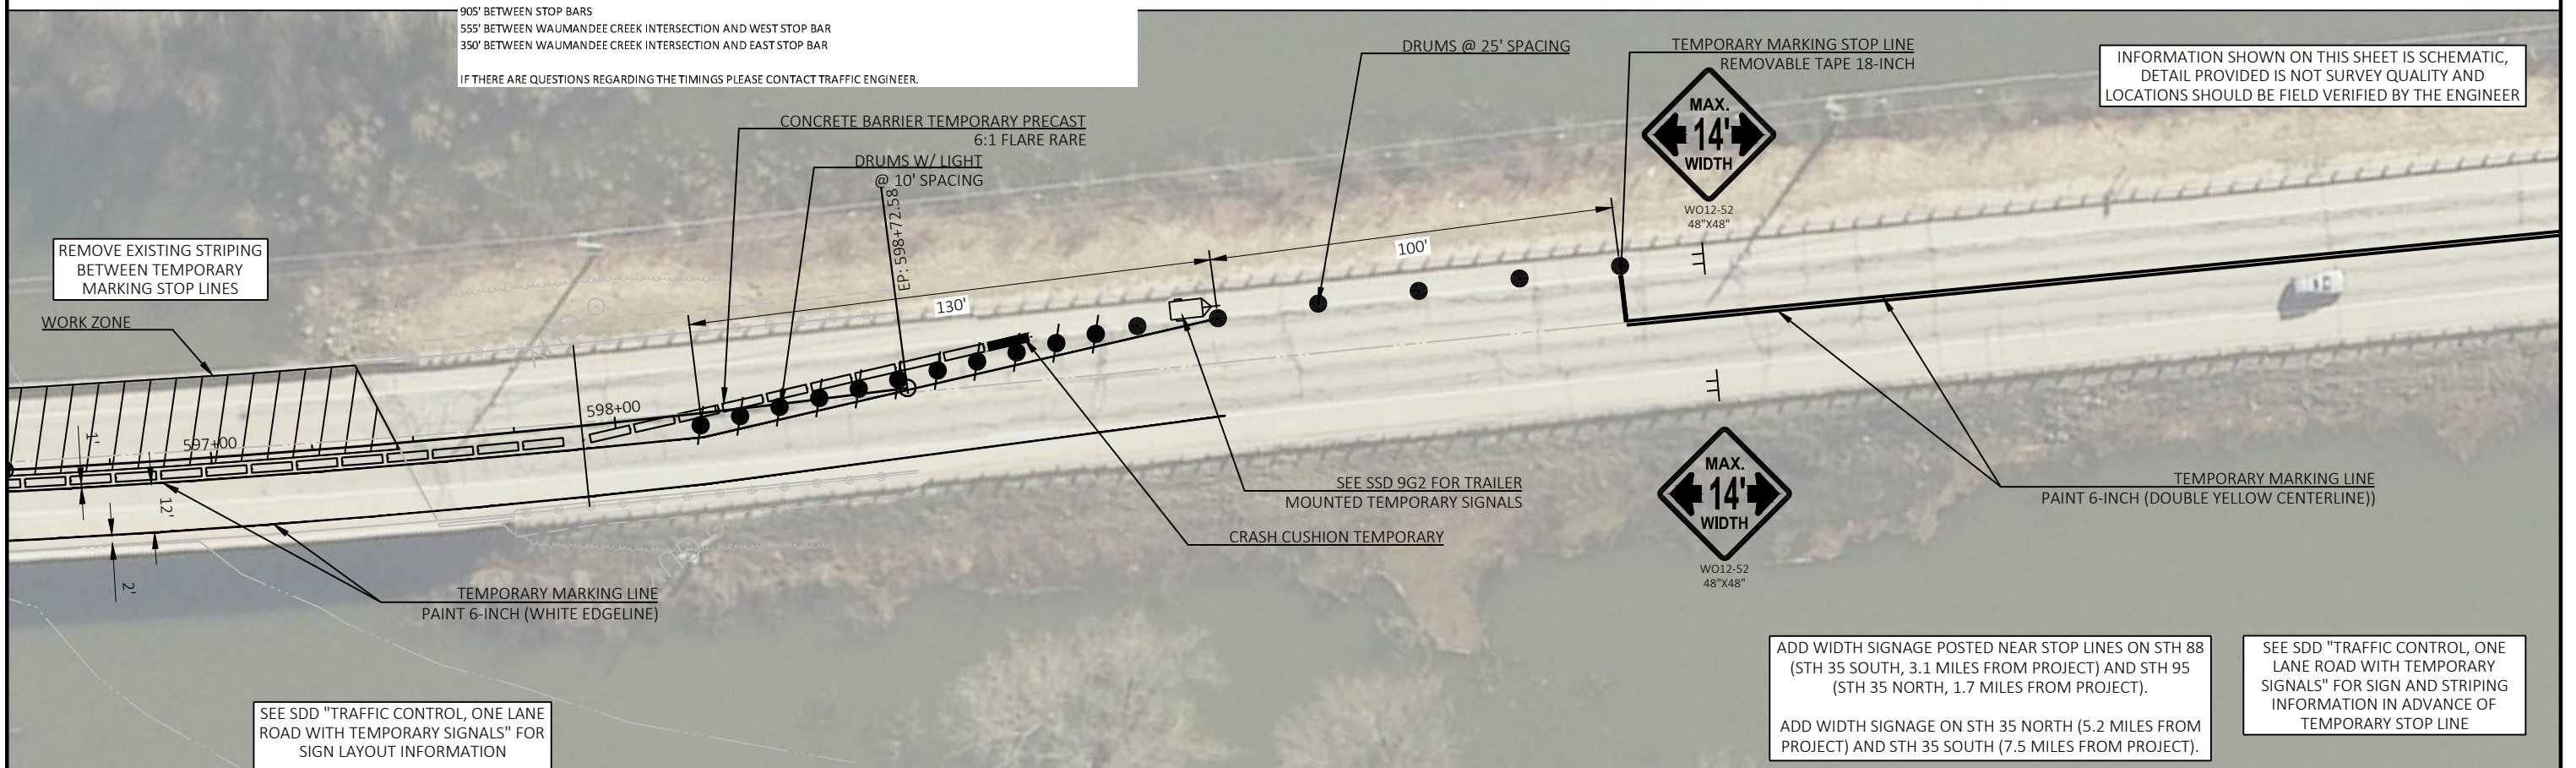 905' BETWEEN STOP BARS
555' BETWEEN WAUMANDEE CREEK INTERSECTION AND WEST STOP BAR
350' BETWEEN WAUMANDEE CREEK INTERSECTION AND EAST STOP BAR
IF THERE ARE QUESTIONS REGARDING THE TIMINGS PLEASE CONTACT TRAFFIC ENGINEER.
DRUMS @ 25' SPACING
TEMPORARY MARKING STOP LINE
REMOVABLE TAPE 18-INCH
INFORMATION SHOWN ON THIS SHEET IS SCHEMATIC,
DETAIL PROVIDED IS NOT SURVEY QUALITY AND
LOCATIONS SHOULD BE FIELD VERIFIED BY THE ENGINEER
CONCRETE BARRIER TEMPORARY PRECAST
6:1 FLARE RARE
DRUMS W/ LIGHT
@ 10' SPACING
EP: 598+72.58
MAX.
14'
WIDTH
WO12-52
48"X48"
REMOVE EXISTING STRIPING
BETWEEN TEMPORARY
MARKING STOP LINES
WORK ZONE
130'
100'
598+00
597+00
1'
12'
2'
SEE SSD 9G2 FOR TRAILER
MOUNTED TEMPORARY SIGNALS
CRASH CUSHION TEMPORARY
MAX.
14'
WIDTH
WO12-52
48"X48"
TEMPORARY MARKING LINE
PAINT 6-INCH (DOUBLE YELLOW CENTERLINE))
TEMPORARY MARKING LINE
PAINT 6-INCH (WHITE EDGELINE)
SEE SDD "TRAFFIC CONTROL, ONE LANE
ROAD WITH TEMPORARY SIGNALS" FOR
SIGN LAYOUT INFORMATION
ADD WIDTH SIGNAGE POSTED NEAR STOP LINES ON STH 88
(STH 35 SOUTH, 3.1 MILES FROM PROJECT) AND STH 95
(STH 35 NORTH, 1.7 MILES FROM PROJECT).
ADD WIDTH SIGNAGE ON STH 35 NORTH (5.2 MILES FROM
PROJECT) AND STH 35 SOUTH (7.5 MILES FROM PROJECT).
SEE SDD "TRAFFIC CONTROL, ONE
LANE ROAD WITH TEMPORARY
SIGNALS" FOR SIGN AND STRIPING
INFORMATION IN ADVANCE OF
TEMPORARY STOP LINE